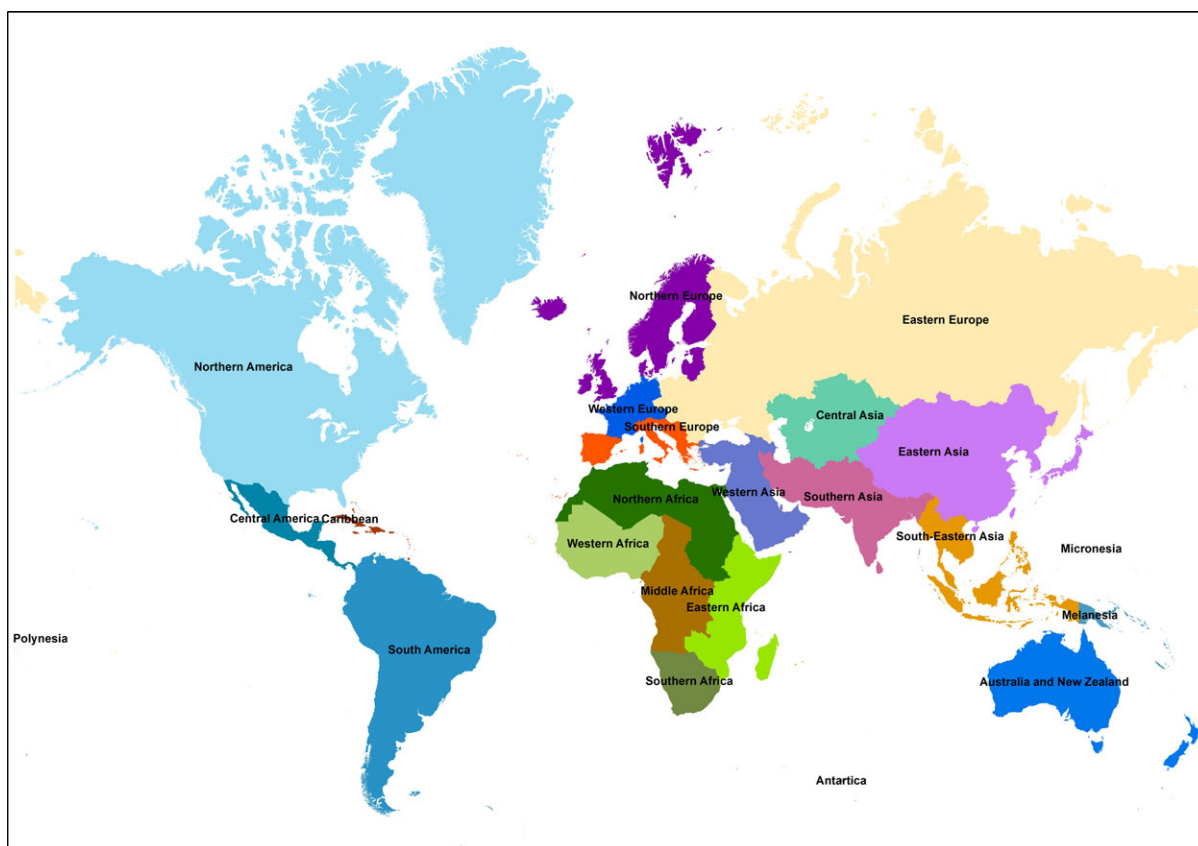 Northern Europe
Eastern Europe
Northern America
Western Europe
Central Asia
Southern Europe
Eastern Asia
Western Asia
Southern Asia
Northern Africa
Central America
Caribbean
South-Eastern Asia
Western Africa
Micronesia
Middle Africa
Eastern Africa
Melanesia
Polynesia
South America
Southern Africa
Australia and New Zealand
Antartica